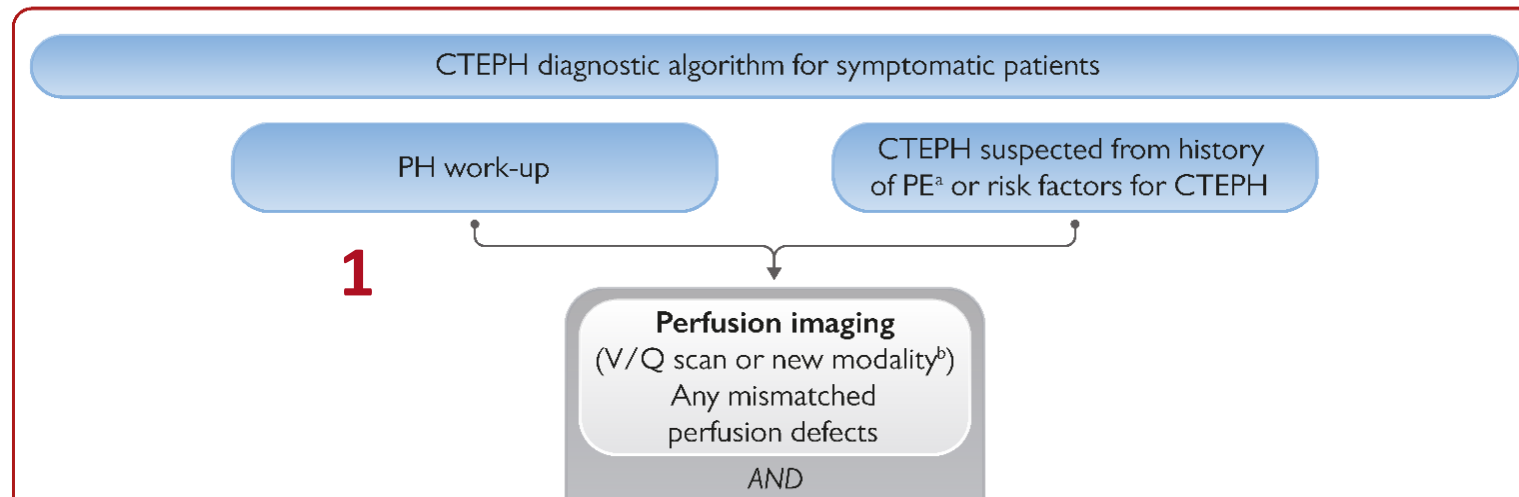 CTEPH diagnostic algorithm for symptomatic patients
PH work-up
CTEPH suspected from history
of PEᵃ or risk factors for CTEPH
1
Perfusion imaging
(V/Q scan or new modalityᵇ)
Any mismatched
perfusion defects
AND